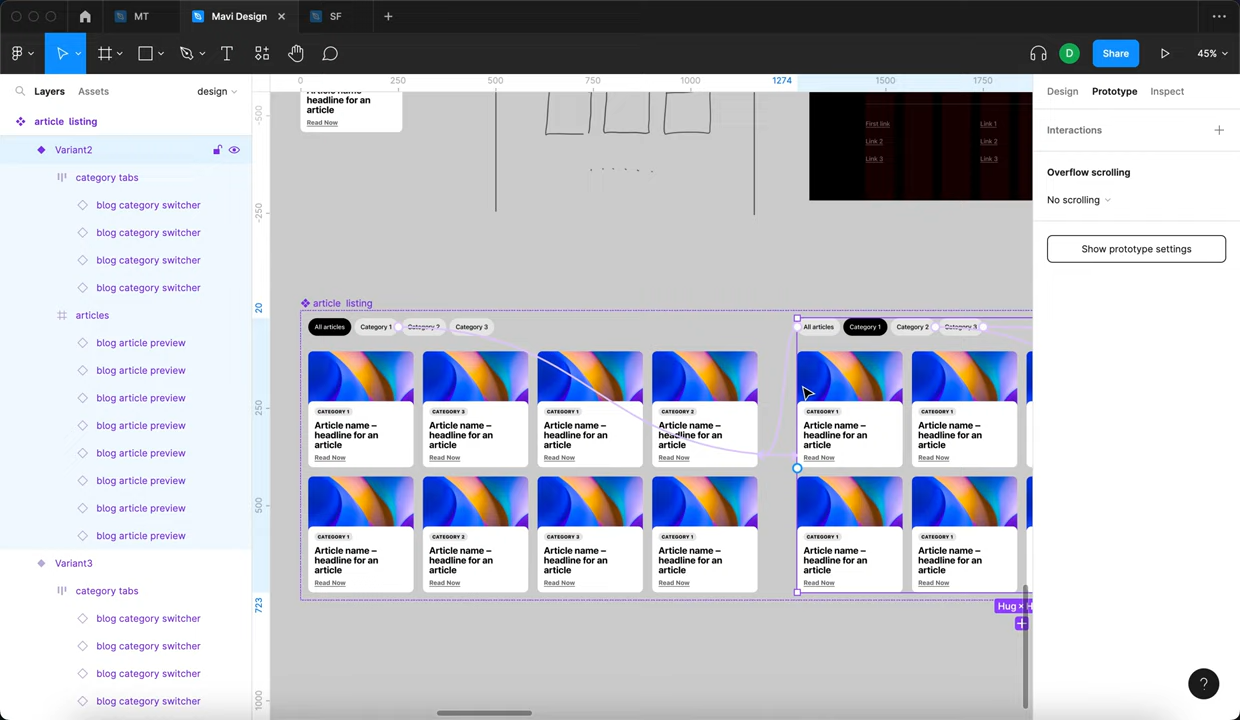 MT
Mavi Design
SF
T
D
Share
45%
Layers
Assets
design
article listing
Variant2
category tabs
blog category switcher
blog category switcher
blog category switcher
blog category switcher
articles
blog article preview
blog article preview
blog article preview
blog article preview
blog article preview
blog article preview
blog article preview
blog article preview
Variant3
category tabs
blog category switcher
blog category switcher
blog category switcher
blog category switcher
0
250
500
750
1000
1274
1500
1750
-500
-250
20
250
500
723
1000
Article name –
headline for an
article
Read Now
First link
Link 2
Link 3
Link 1
Link 2
Link 3
article listing
All articles
Category 1
Category 2
Category 3
All articles
Category 1
Category 2
Category 3
CATEGORY 1
Article name –
headline for an
article
Read Now
CATEGORY 3
Article name –
headline for an
article
Read Now
CATEGORY 1
Article name –
headline for an
article
Read Now
CATEGORY 2
Article name –
headline for an
article
Read Now
CATEGORY 1
Article name –
headline for an
article
Read Now
CATEGORY 1
Article name –
headline for an
article
Read Now
CATEGORY 1
Article name –
headline for an
article
Read Now
CATEGORY 2
Article name –
headline for an
article
Read Now
CATEGORY 3
Article name –
headline for an
article
Read Now
CATEGORY 1
Article name –
headline for an
article
Read Now
CATEGORY 1
Article name –
headline for an
article
Read Now
CATEGORY 1
Article name –
headline for an
article
Read Now
Hug × H
Design
Prototype
Inspect
Interactions
Overflow scrolling
No scrolling
Show prototype settings
?